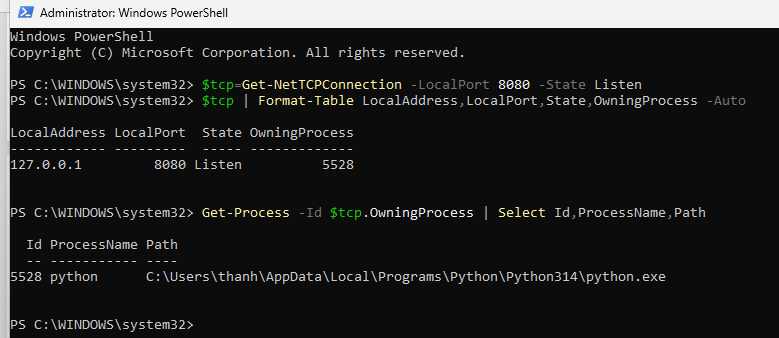 Administrator: Windows PowerShell
Windows PowerShell
Copyright (C) Microsoft Corporation. All rights reserved.
PS C:\WINDOWS\system32> $tcp=Get-NetTCPConnection -LocalPort 8080 -State Listen
PS C:\WINDOWS\system32> $tcp | Format-Table LocalAddress,LocalPort,State,OwningProcess -Auto
LocalAddress LocalPort  State OwningProcess
------------ ---------  ----- -------------
127.0.0.1         8080 Listen          5528
PS C:\WINDOWS\system32> Get-Process -Id $tcp.OwningProcess | Select Id,ProcessName,Path
  Id ProcessName Path
  -- ----------- ----
5528 python      C:\Users\thanh\AppData\Local\Programs\Python\Python314\python.exe
PS C:\WINDOWS\system32>